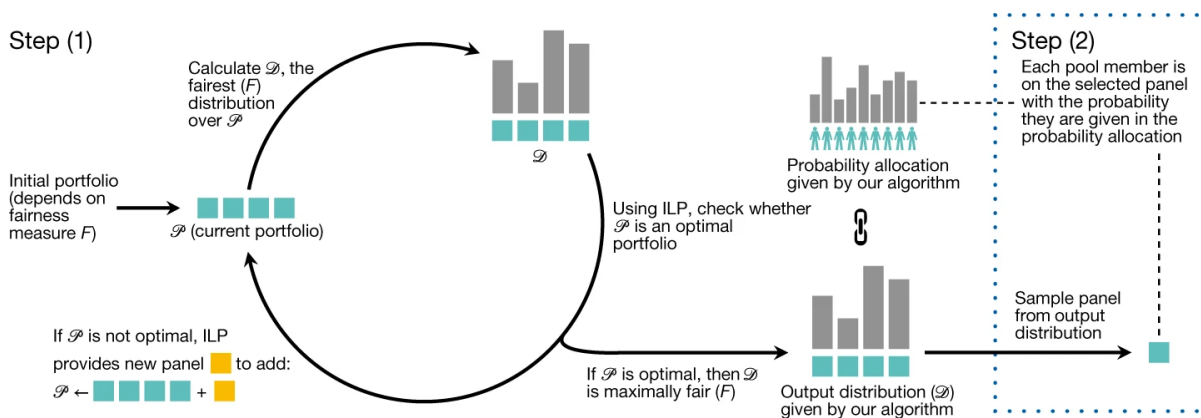 Step (1)
Calculate 𝒟, the
fairest (F)
distribution
over 𝒫
𝒟
Initial portfolio
(depends on
fairness
measure F)
𝒫 (current portfolio)
Using ILP, check whether
𝒫 is an optimal
portfolio
If 𝒫 is not optimal, ILP
provides new panel to add:
𝒫 ← +
If 𝒫 is optimal, then 𝒟
is maximally fair (F)
Probability allocation
given by our algorithm
Output distribution (𝒟)
given by our algorithm
Step (2)
Each pool member is
on the selected panel
with the probability
they are given in the
probability allocation
Sample panel
from output
distribution